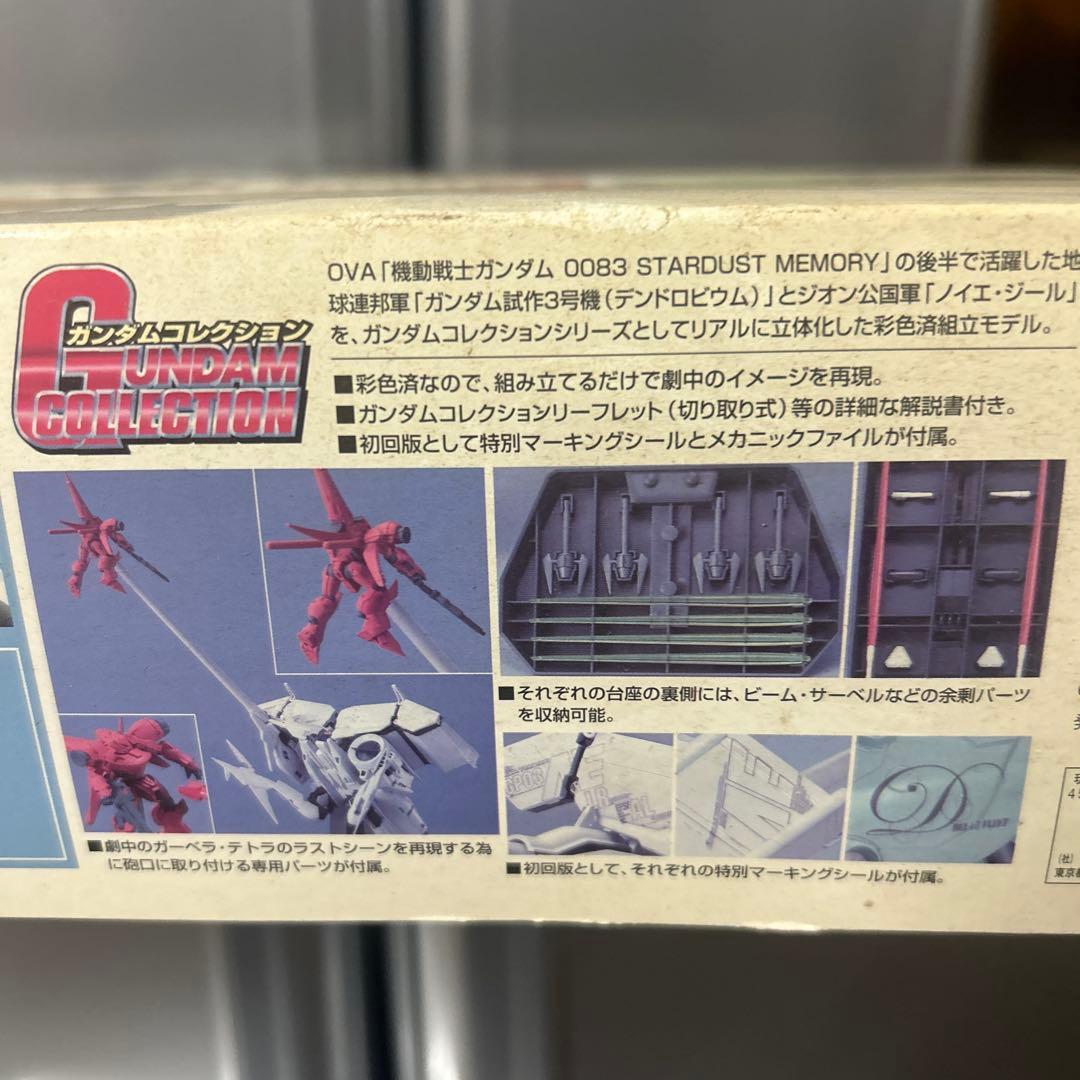 ガンダムコレクション
GUNDAM
COLLECTION
OVA「機動戦士ガンダム 0083 STARDUST MEMORY」の後半で活躍した地
球連邦軍「ガンダム試作3号機(デンドロビウム)」とジオン公国軍「ノイエ・ジール」
を、ガンダムコレクションシリーズとしてリアルに立体化した彩色済組立モデル。
■彩色済なので、組み立てるだけで劇中のイメージを再現。
■ガンダムコレクションリーフレット(切り取り式)等の詳細な解説書付き。
■初回版として特別マーキングシールとメカニックファイルが付属。
■それぞれの台座の裏側には、ビーム・サーベルなどの余剰パーツ
を収納可能。
GP03
D
■劇中のガーベラ・テトラのラストシーンを再現する為
に砲口に取り付ける専用パーツが付属。
■初回版として、それぞれの特別マーキングシールが付属。
45
(社)
東京都